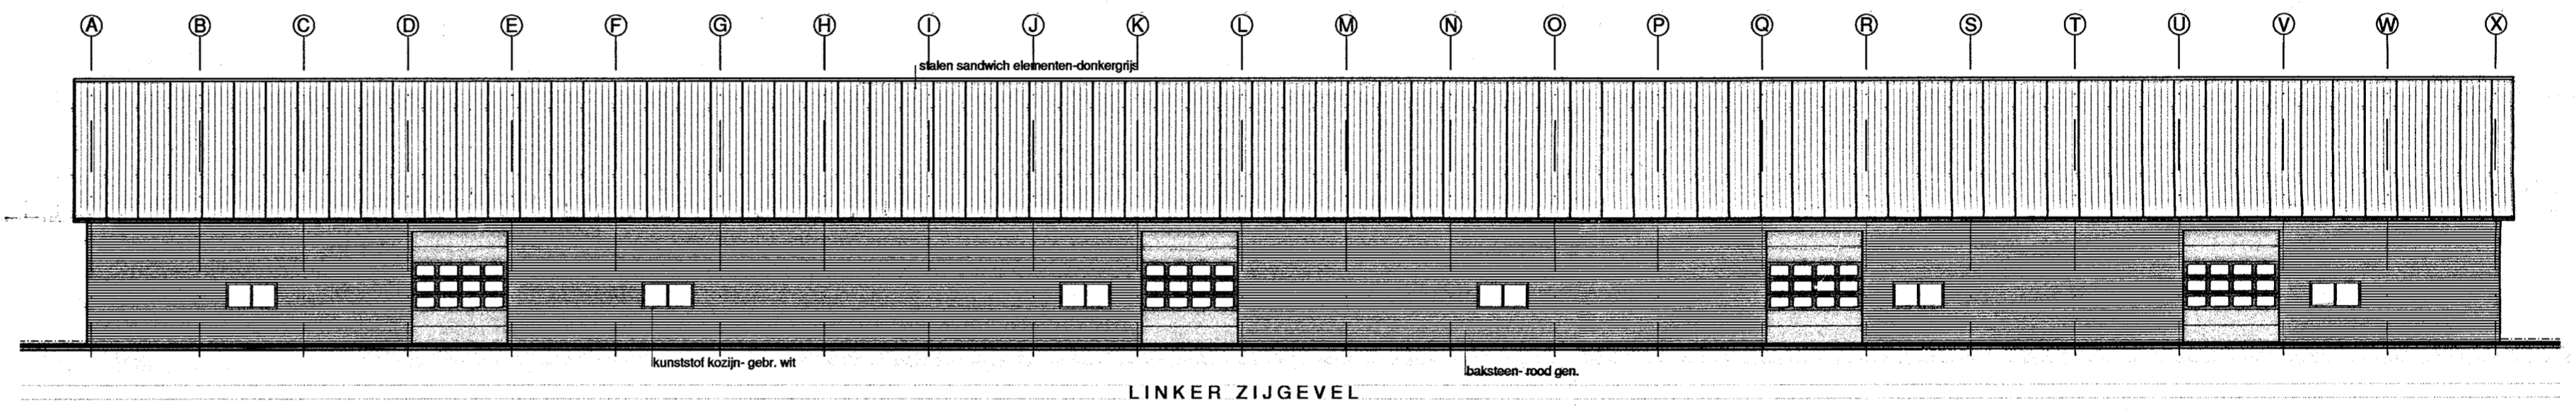 A B C D E F G H I J K L M N O P Q R S T U V W X
stalen sandwich elementen-donkergrijs
kunststof kozijn- gebr. wit
baksteen- rood gen.
LINKER ZIJGEVEL